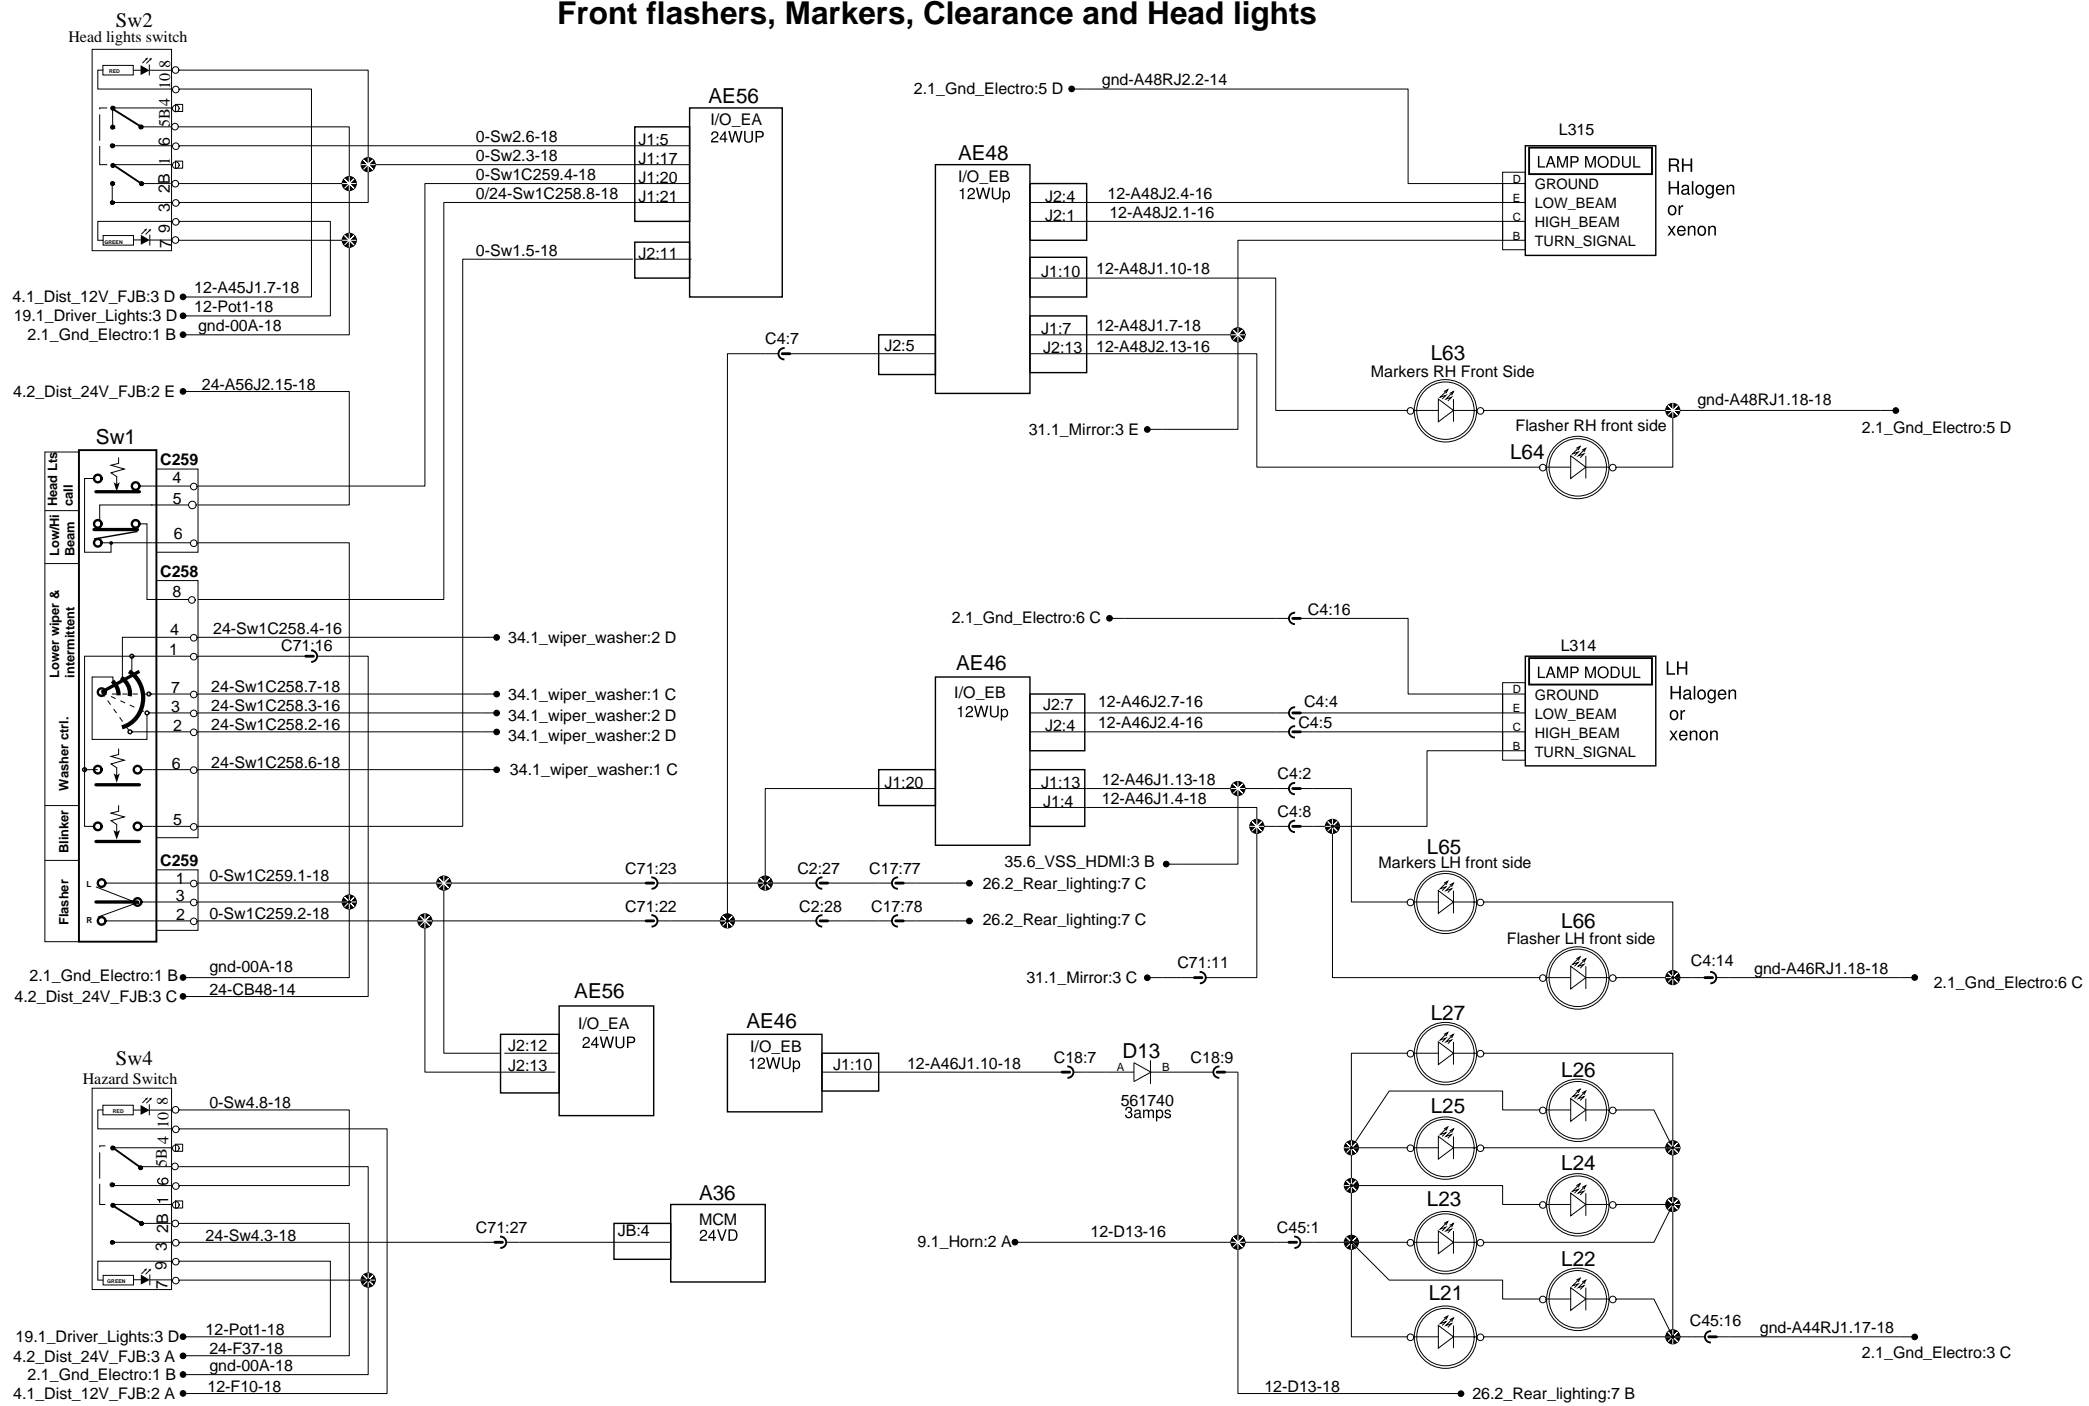 Front flashers, Markers, Clearance and Head lights
Sw2
Head lights switch
RED
8
10
4
5B
6
1
2B
3
9
7
GREEN
4.1_Dist_12V_FJB:3 D
12-A45J1.7-18
19.1_Driver_Lights:3 D
12-Pot1-18
2.1_Gnd_Electro:1 B
gnd-00A-18
4.2_Dist_24V_FJB:2 E
24-A56J2.15-18
0-Sw2.6-18
0-Sw2.3-18
0-Sw1C259.4-18
0/24-Sw1C258.8-18
0-Sw1.5-18
AE56
I/O_EA
24WUP
J1:5
J1:17
J1:20
J1:21
J2:11
2.1_Gnd_Electro:5 D
gnd-A48RJ2.2-14
AE48
I/O_EB
12WUp
J2:4
12-A48J2.4-16
J2:1
12-A48J2.1-16
J1:10
12-A48J1.10-18
J1:7
12-A48J1.7-18
J2:13
12-A48J2.13-16
C4:7
J2:5
31.1_Mirror:3 E
L315
LAMP MODUL
D
GROUND
E
LOW_BEAM
C
HIGH_BEAM
B
TURN_SIGNAL
RH
Halogen
or
xenon
L63
Markers RH Front Side
Flasher RH front side
L64
gnd-A48RJ1.18-18
2.1_Gnd_Electro:5 D
Sw1
Head Lts
call
Low/Hi
Beam
Lower wiper &
intermittent
Washer ctrl.
Blinker
Flasher
C259
4
5
6
C258
8
4
24-Sw1C258.4-16
34.1_wiper_washer:2 D
1
C71:16
7
24-Sw1C258.7-18
34.1_wiper_washer:1 C
3
24-Sw1C258.3-16
34.1_wiper_washer:2 D
2
24-Sw1C258.2-16
34.1_wiper_washer:2 D
6
24-Sw1C258.6-18
34.1_wiper_washer:1 C
5
C259
L
1
0-Sw1C259.1-18
3
R
2
0-Sw1C259.2-18
C71:23
C2:27
C17:77
26.2_Rear_lighting:7 C
C71:22
C2:28
C17:78
26.2_Rear_lighting:7 C
2.1_Gnd_Electro:1 B
gnd-00A-18
4.2_Dist_24V_FJB:3 C
24-CB48-14
2.1_Gnd_Electro:6 C
C4:16
AE46
I/O_EB
12WUp
J2:7
12-A46J2.7-16
C4:4
J2:4
12-A46J2.4-16
C4:5
J1:20
J1:13
12-A46J1.13-18
C4:2
J1:4
12-A46J1.4-18
C4:8
35.6_VSS_HDMI:3 B
31.1_Mirror:3 C
C71:11
L314
LAMP MODUL
D
GROUND
E
LOW_BEAM
C
HIGH_BEAM
B
TURN_SIGNAL
LH
Halogen
or
xenon
L65
Markers LH front side
L66
Flasher LH front side
C4:14
gnd-A46RJ1.18-18
2.1_Gnd_Electro:6 C
AE56
I/O_EA
24WUP
J2:12
J2:13
AE46
I/O_EB
12WUp
J1:10
12-A46J1.10-18
C18:7
D13
A
B
561740
3amps
C18:9
Sw4
Hazard Switch
RED
8
10
4
5B
6
1
2B
3
9
7
GREEN
0-Sw4.8-18
24-Sw4.3-18
C71:27
A36
MCM
24VD
JB:4
19.1_Driver_Lights:3 D
12-Pot1-18
4.2_Dist_24V_FJB:3 A
24-F37-18
2.1_Gnd_Electro:1 B
gnd-00A-18
4.1_Dist_12V_FJB:2 A
12-F10-18
9.1_Horn:2 A
12-D13-16
C45:1
L27
L26
L25
L24
L23
L22
L21
C45:16
gnd-A44RJ1.17-18
2.1_Gnd_Electro:3 C
12-D13-18
26.2_Rear_lighting:7 B